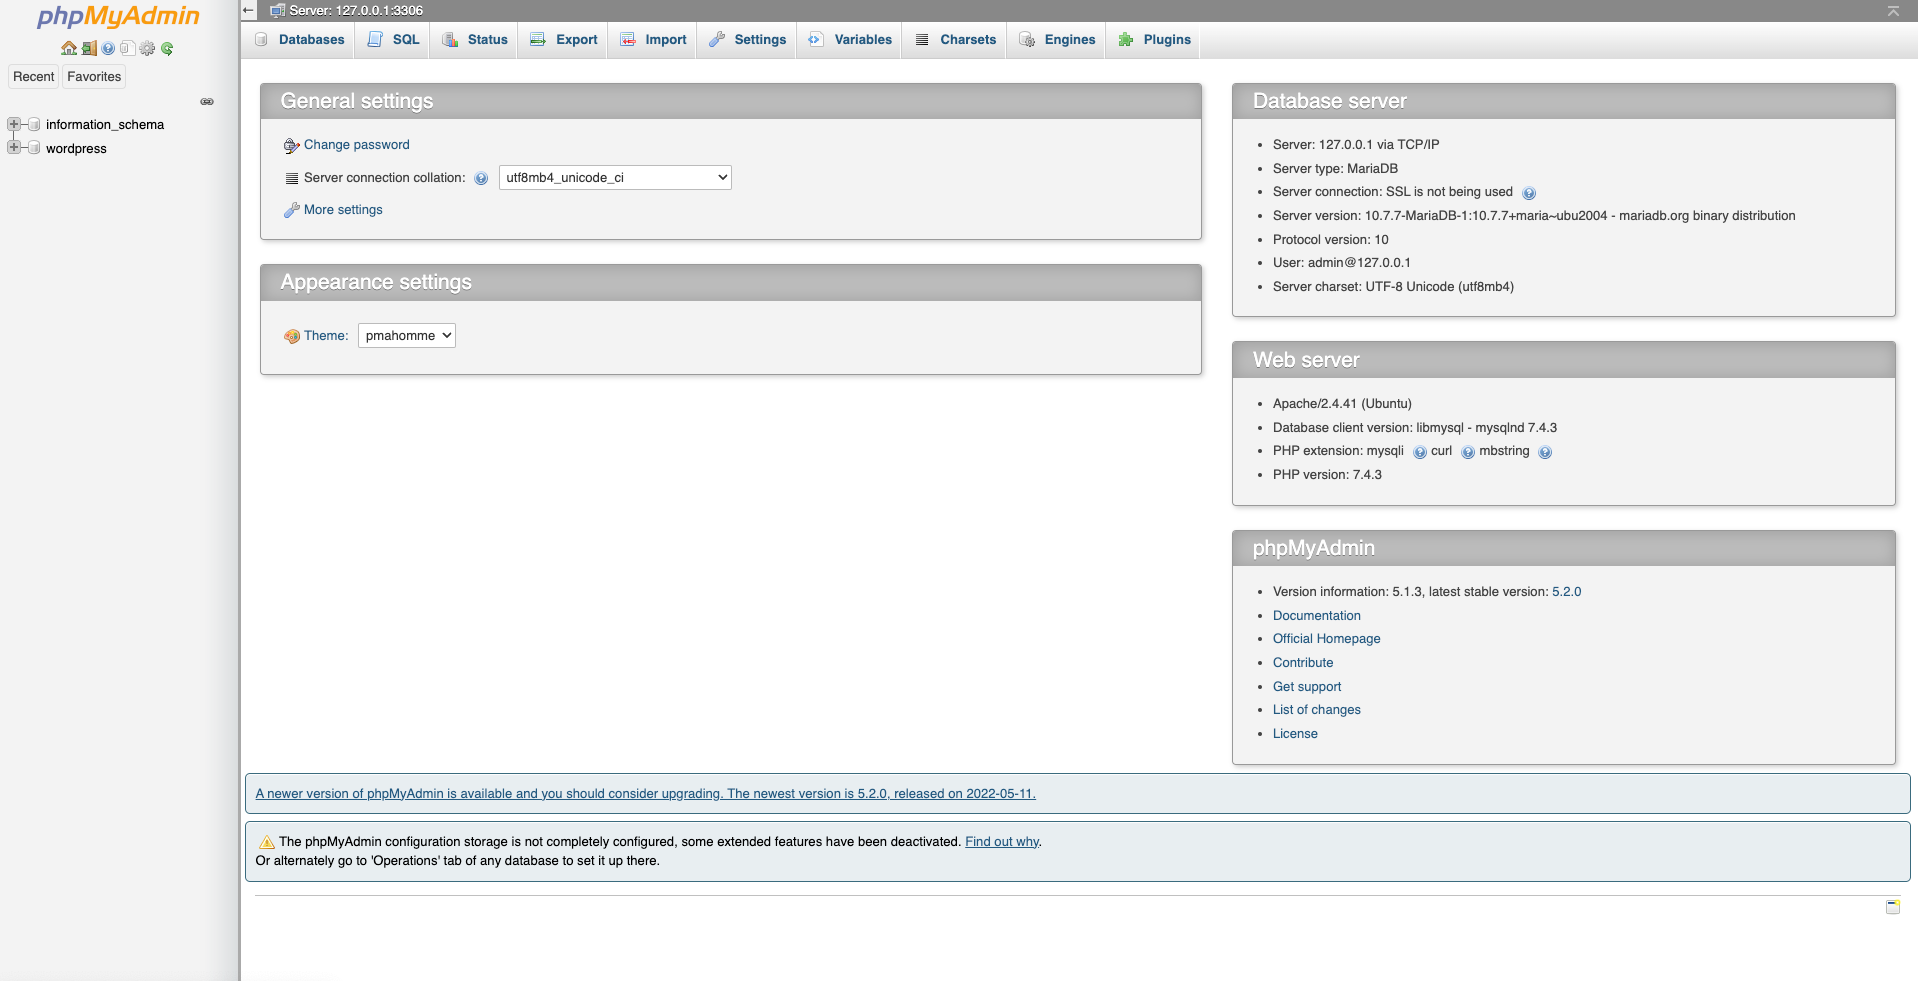 phpMyAdmin
Recent Favorites
information_schema
wordpress
Server: 127.0.0.1:3306
Databases SQL Status Export Import Settings Variables Charsets Engines Plugins
General settings
Change password
Server connection collation: utf8mb4_unicode_ci
More settings
Appearance settings
Theme: pmahomme
Database server
Server: 127.0.0.1 via TCP/IP
Server type: MariaDB
Server connection: SSL is not being used
Server version: 10.7.7-MariaDB-1:10.7.7+maria~ubu2004 - mariadb.org binary distribution
Protocol version: 10
User: admin@127.0.0.1
Server charset: UTF-8 Unicode (utf8mb4)
Web server
Apache/2.4.41 (Ubuntu)
Database client version: libmysql - mysqlnd 7.4.3
PHP extension: mysqli curl mbstring
PHP version: 7.4.3
phpMyAdmin
Version information: 5.1.3, latest stable version: 5.2.0
Documentation
Official Homepage
Contribute
Get support
List of changes
License
A newer version of phpMyAdmin is available and you should consider upgrading. The newest version is 5.2.0, released on 2022-05-11.
The phpMyAdmin configuration storage is not completely configured, some extended features have been deactivated. Find out why.
Or alternately go to 'Operations' tab of any database to set it up there.